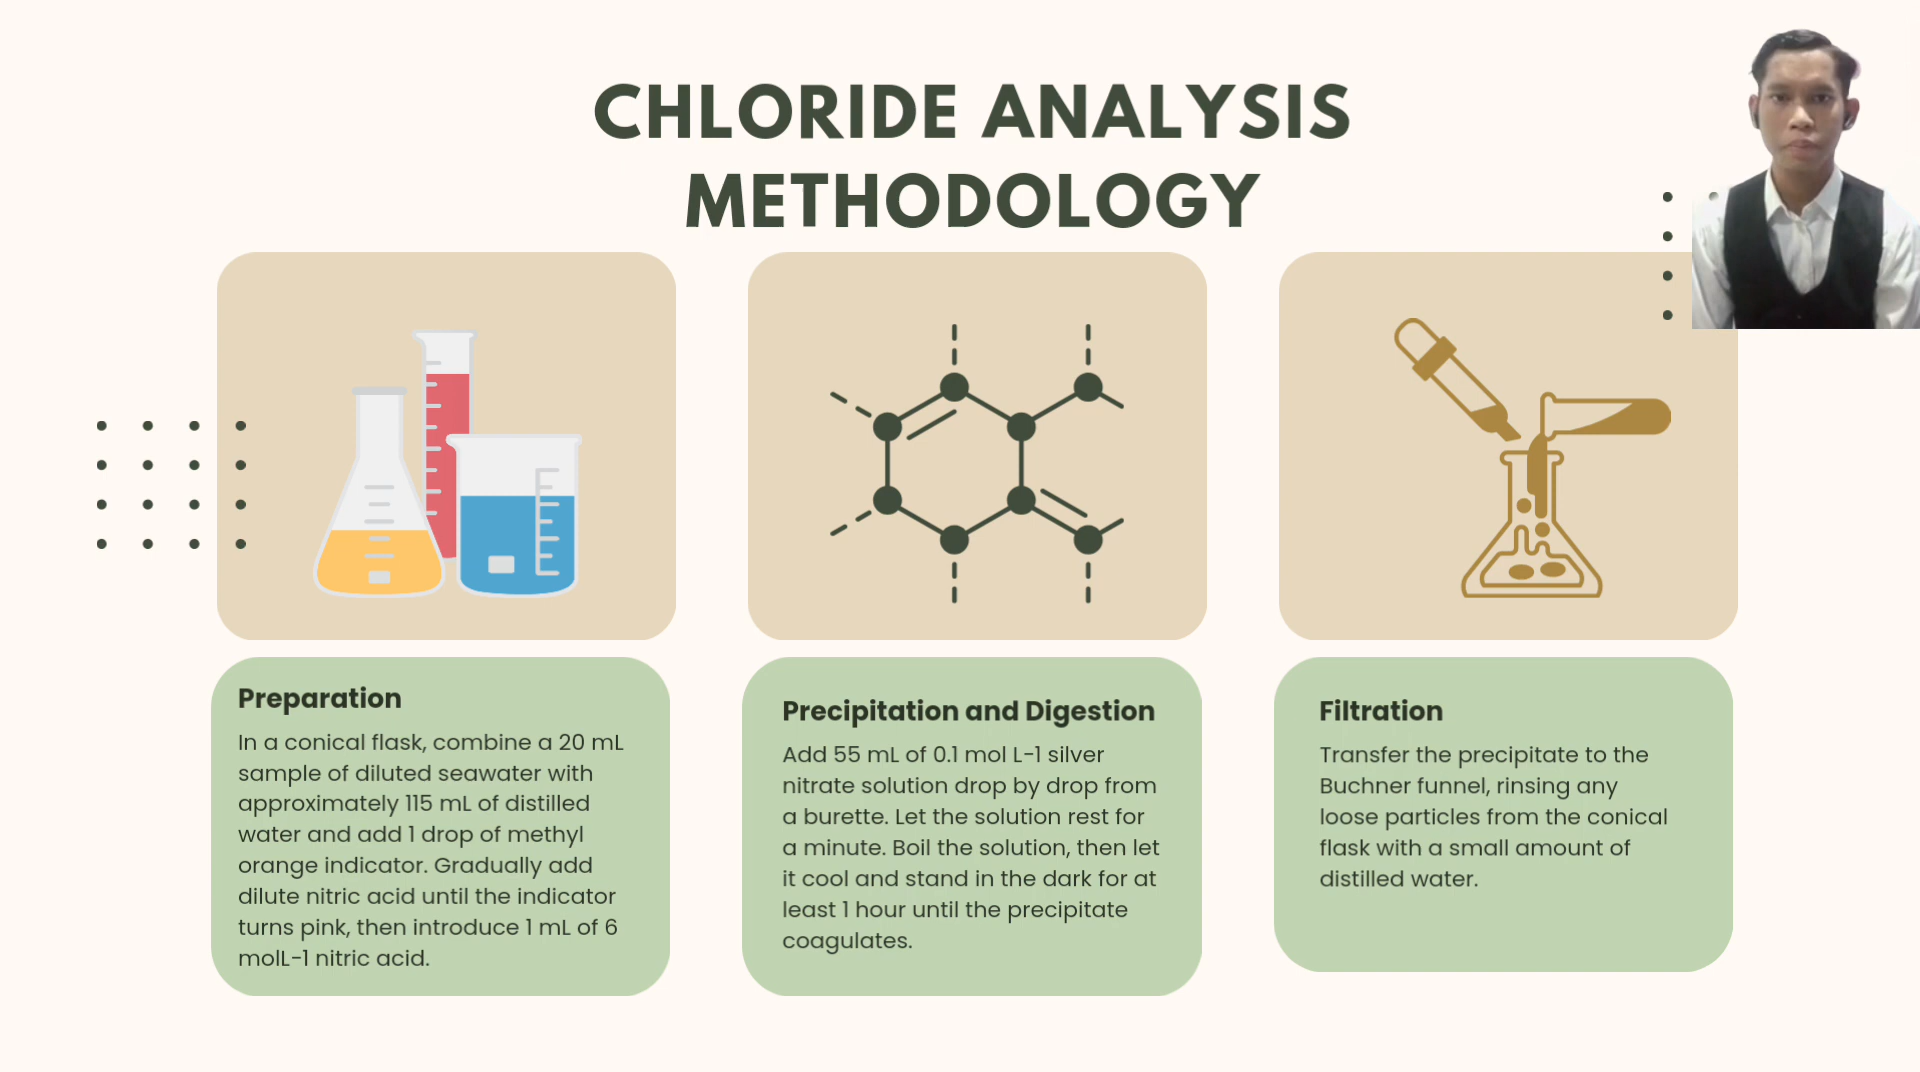 CHLORIDE ANALYSIS
METHODOLOGY
Preparation
In a conical flask, combine a 20 mL
sample of diluted seawater with
approximately 115 mL of distilled
water and add 1 drop of methyl
orange indicator. Gradually add
dilute nitric acid until the indicator
turns pink, then introduce 1 mL of 6
molL-1 nitric acid.
Precipitation and Digestion
Add 55 mL of 0.1 mol L-1 silver
nitrate solution drop by drop from
a burette. Let the solution rest for
a minute. Boil the solution, then let
it cool and stand in the dark for at
least 1 hour until the precipitate
coagulates.
Filtration
Transfer the precipitate to the
Buchner funnel, rinsing any
loose particles from the conical
flask with a small amount of
distilled water.